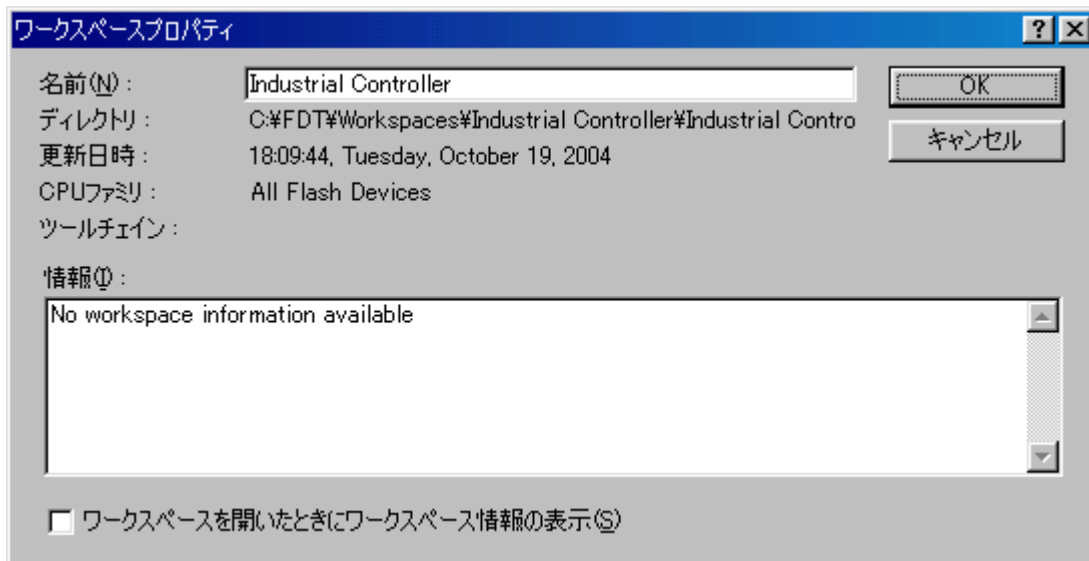 ワークスペースプロパティ
名前(N) : Industrial Controller OK
ディレクトリ : C:¥FDT¥Workspaces¥Industrial Controller¥Industrial Contro キャンセル
更新日時 : 18:09:44, Tuesday, October 19, 2004
CPUファミリ : All Flash Devices
ツールチェイン :
情報(I) :
No workspace information available
ワークスペースを開いたときにワークスペース情報の表示(S)